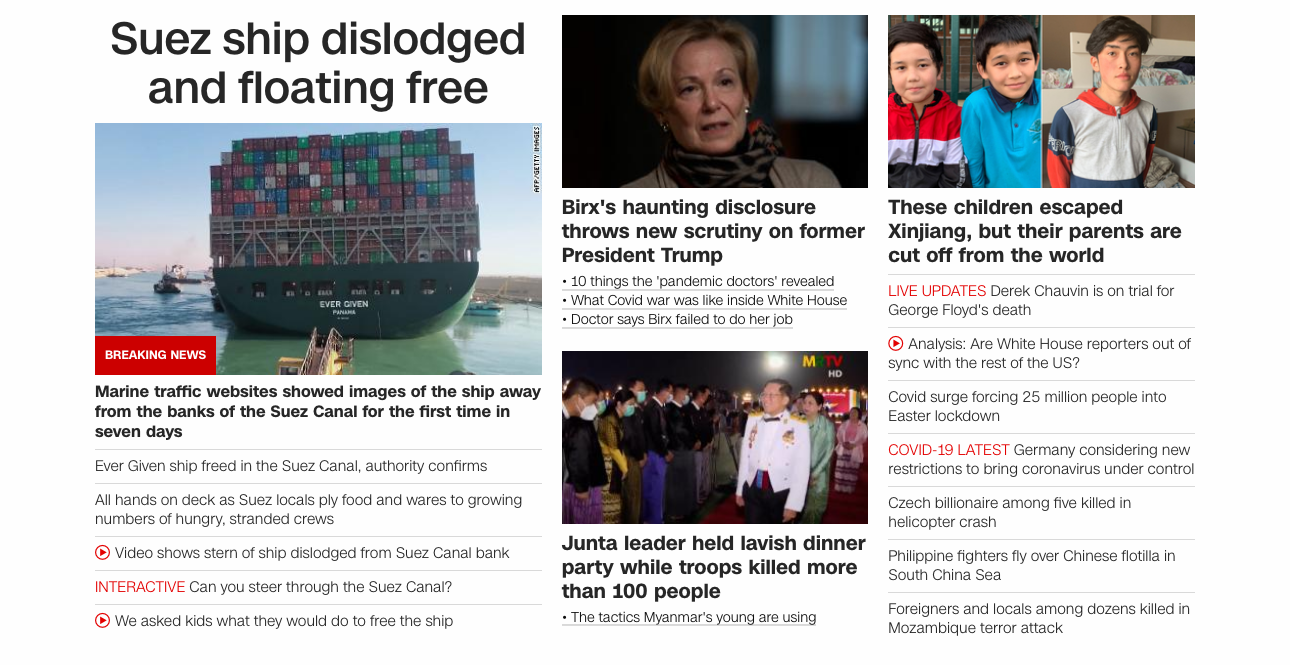 Suez ship dislodged
and floating free
AFP/GETTY IMAGES
EVER GIVEN
PANAMA
BREAKING NEWS
Marine traffic websites showed images of the ship away
from the banks of the Suez Canal for the first time in
seven days
Ever Given ship freed in the Suez Canal, authority confirms
All hands on deck as Suez locals ply food and wares to growing
numbers of hungry, stranded crews
Video shows stern of ship dislodged from Suez Canal bank
INTERACTIVE Can you steer through the Suez Canal?
We asked kids what they would do to free the ship
Birx's haunting disclosure
throws new scrutiny on former
President Trump
• 10 things the 'pandemic doctors' revealed
• What Covid war was like inside White House
• Doctor says Birx failed to do her job
MRTV
HD
Junta leader held lavish dinner
party while troops killed more
than 100 people
• The tactics Myanmar's young are using
These children escaped
Xinjiang, but their parents are
cut off from the world
LIVE UPDATES Derek Chauvin is on trial for
George Floyd's death
Analysis: Are White House reporters out of
sync with the rest of the US?
Covid surge forcing 25 million people into
Easter lockdown
COVID-19 LATEST Germany considering new
restrictions to bring coronavirus under control
Czech billionaire among five killed in
helicopter crash
Philippine fighters fly over Chinese flotilla in
South China Sea
Foreigners and locals among dozens killed in
Mozambique terror attack